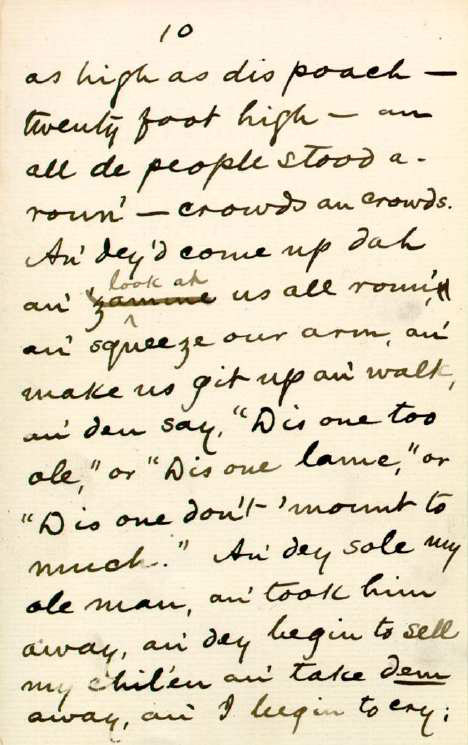 10
as high as dis poach —
twenty foot high — an
all de people stood a-
roun' — crowds an crowds.
An' dey'd come up dah
look at
an' 'zamine us all roun',
an' squeeze our arm, an'
make us git up an' walk,
an' den say, "Dis one too
ole," or "Dis one lame," or
"Dis one don't 'mount to
much." An' dey sole my
ole man, an' took him
away, an' dey begin to sell
my chil'en an' take dem
away, an' I begin to cry;